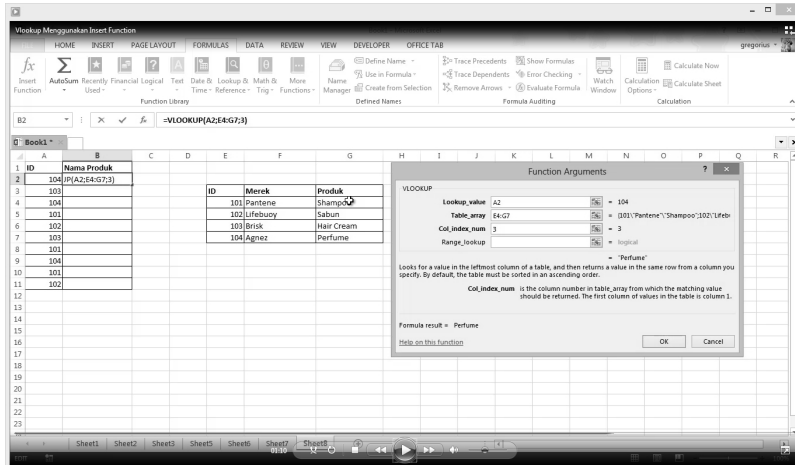 Vlookup Menggunakan Insert Function
HOME INSERT PAGE LAYOUT FORMULAS DATA REVIEW VIEW DEVELOPER OFFICE TAB gregorius
Insert Function
AutoSum
Recently Used
Financial
Logical
Text
Date & Time
Lookup & Reference
Math & Trig
More Functions
Function Library
Name Manager
Define Name
Use in Formula
Create from Selection
Defined Names
Trace Precedents
Trace Dependents
Remove Arrows
Show Formulas
Error Checking
Evaluate Formula
Watch Window
Formula Auditing
Calculation Options
Calculate Now
Calculate Sheet
Calculation
B2 fx =VLOOKUP(A2;E4:G7;3)
Book1 *
A B C D E F G H I J K L M N O P Q R
1 ID Nama Produk
2 104 JP(A2;E4:G7;3)
3 103 ID Merek Produk
4 104 101 Pantene Shampoo
5 101 102 Lifebuoy Sabun
6 102 103 Brisk Hair Cream
7 103 104 Agnez Perfume
8 101
9 104
10 101
11 102
12
13
14
15
16
17
18
19
20
21
22
23
Function Arguments ? ×
VLOOKUP
Lookup_value A2 = 104
Table_array E4:G7 = {101\"Pantene"\"Shampoo";102\"Lifebu
Col_index_num 3 = 3
Range_lookup = logical
= "Perfume"
Looks for a value in the leftmost column of a table, and then returns a value in the same row from a column you
specify. By default, the table must be sorted in an ascending order.
Col_index_num is the column number in table_array from which the matching value
should be returned. The first column of values in the table is column 1.
Formula result = Perfume
Help on this function OK Cancel
Sheet1 Sheet2 Sheet3 Sheet5 Sheet6 Sheet7 Sheet8
01:10
EDIT